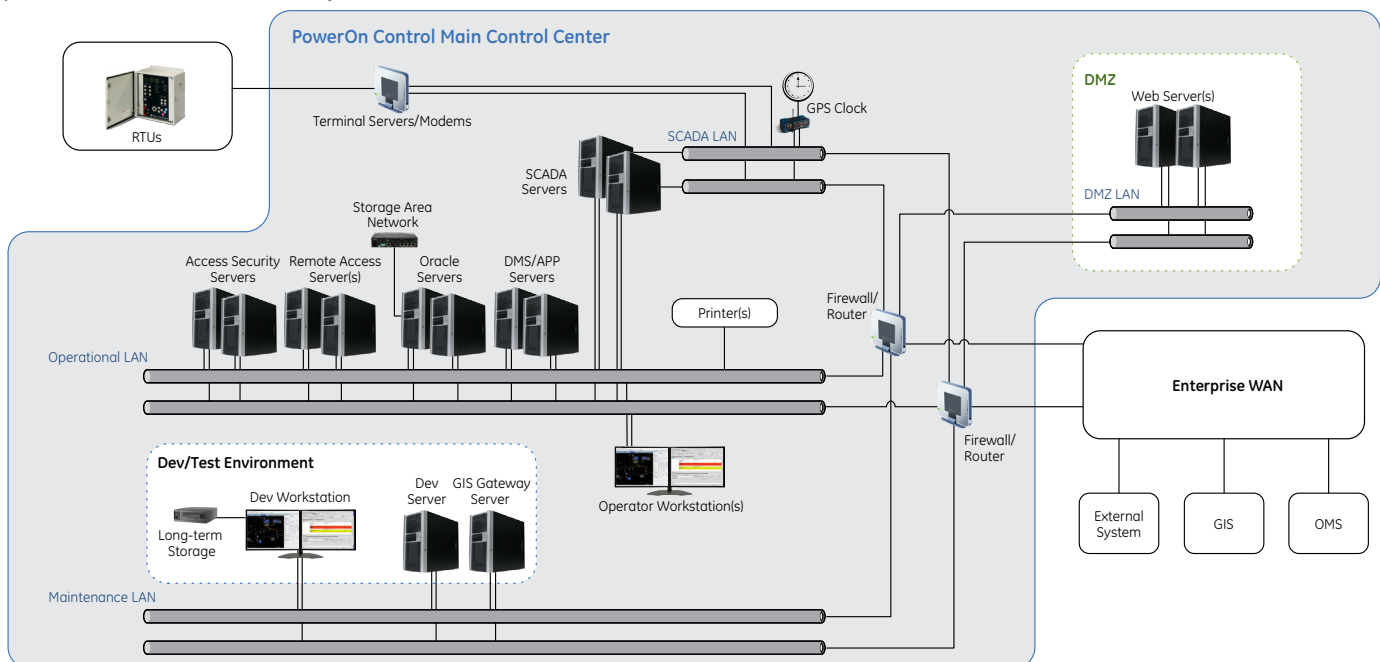 PowerOn Control Main Control Center
RTUs
Terminal Servers/Modems
GPS Clock
SCADA LAN
SCADA
Servers
DMZ
Web Server(s)
DMZ LAN
Storage Area
Network
Access Security
Servers
Remote Access
Server(s)
Oracle
Servers
DMS/APP
Servers
Printer(s)
Firewall/
Router
Operational LAN
Enterprise WAN
Firewall/
Router
Operator Workstation(s)
Dev/Test Environment
Dev Workstation
Dev
Server
GIS Gateway
Server
Long-term
Storage
External
System
GIS
OMS
Maintenance LAN